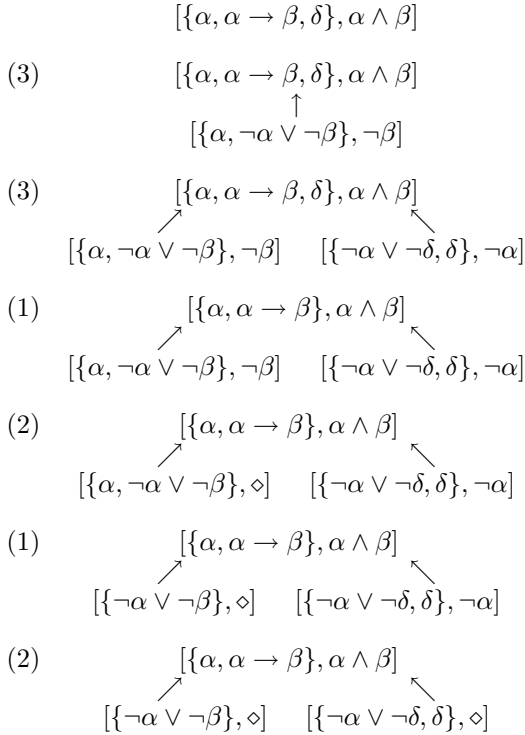 [{α, α → β, δ}, α ∧ β]
(3) [{α, α → β, δ}, α ∧ β]
↑
[{α, ¬α ∨ ¬β}, ¬β]
(3) [{α, α → β, δ}, α ∧ β]
↗ ↖
[{α, ¬α ∨ ¬β}, ¬β] [{¬α ∨ ¬δ, δ}, ¬α]
(1) [{α, α → β}, α ∧ β]
↗ ↖
[{α, ¬α ∨ ¬β}, ¬β] [{¬α ∨ ¬δ, δ}, ¬α]
(2) [{α, α → β}, α ∧ β]
↗ ↖
[{α, ¬α ∨ ¬β}, ⋄] [{¬α ∨ ¬δ, δ}, ¬α]
(1) [{α, α → β}, α ∧ β]
↗ ↖
[{¬α ∨ ¬β}, ⋄] [{¬α ∨ ¬δ, δ}, ¬α]
(2) [{α, α → β}, α ∧ β]
↗ ↖
[{¬α ∨ ¬β}, ⋄] [{¬α ∨ ¬δ, δ}, ⋄]